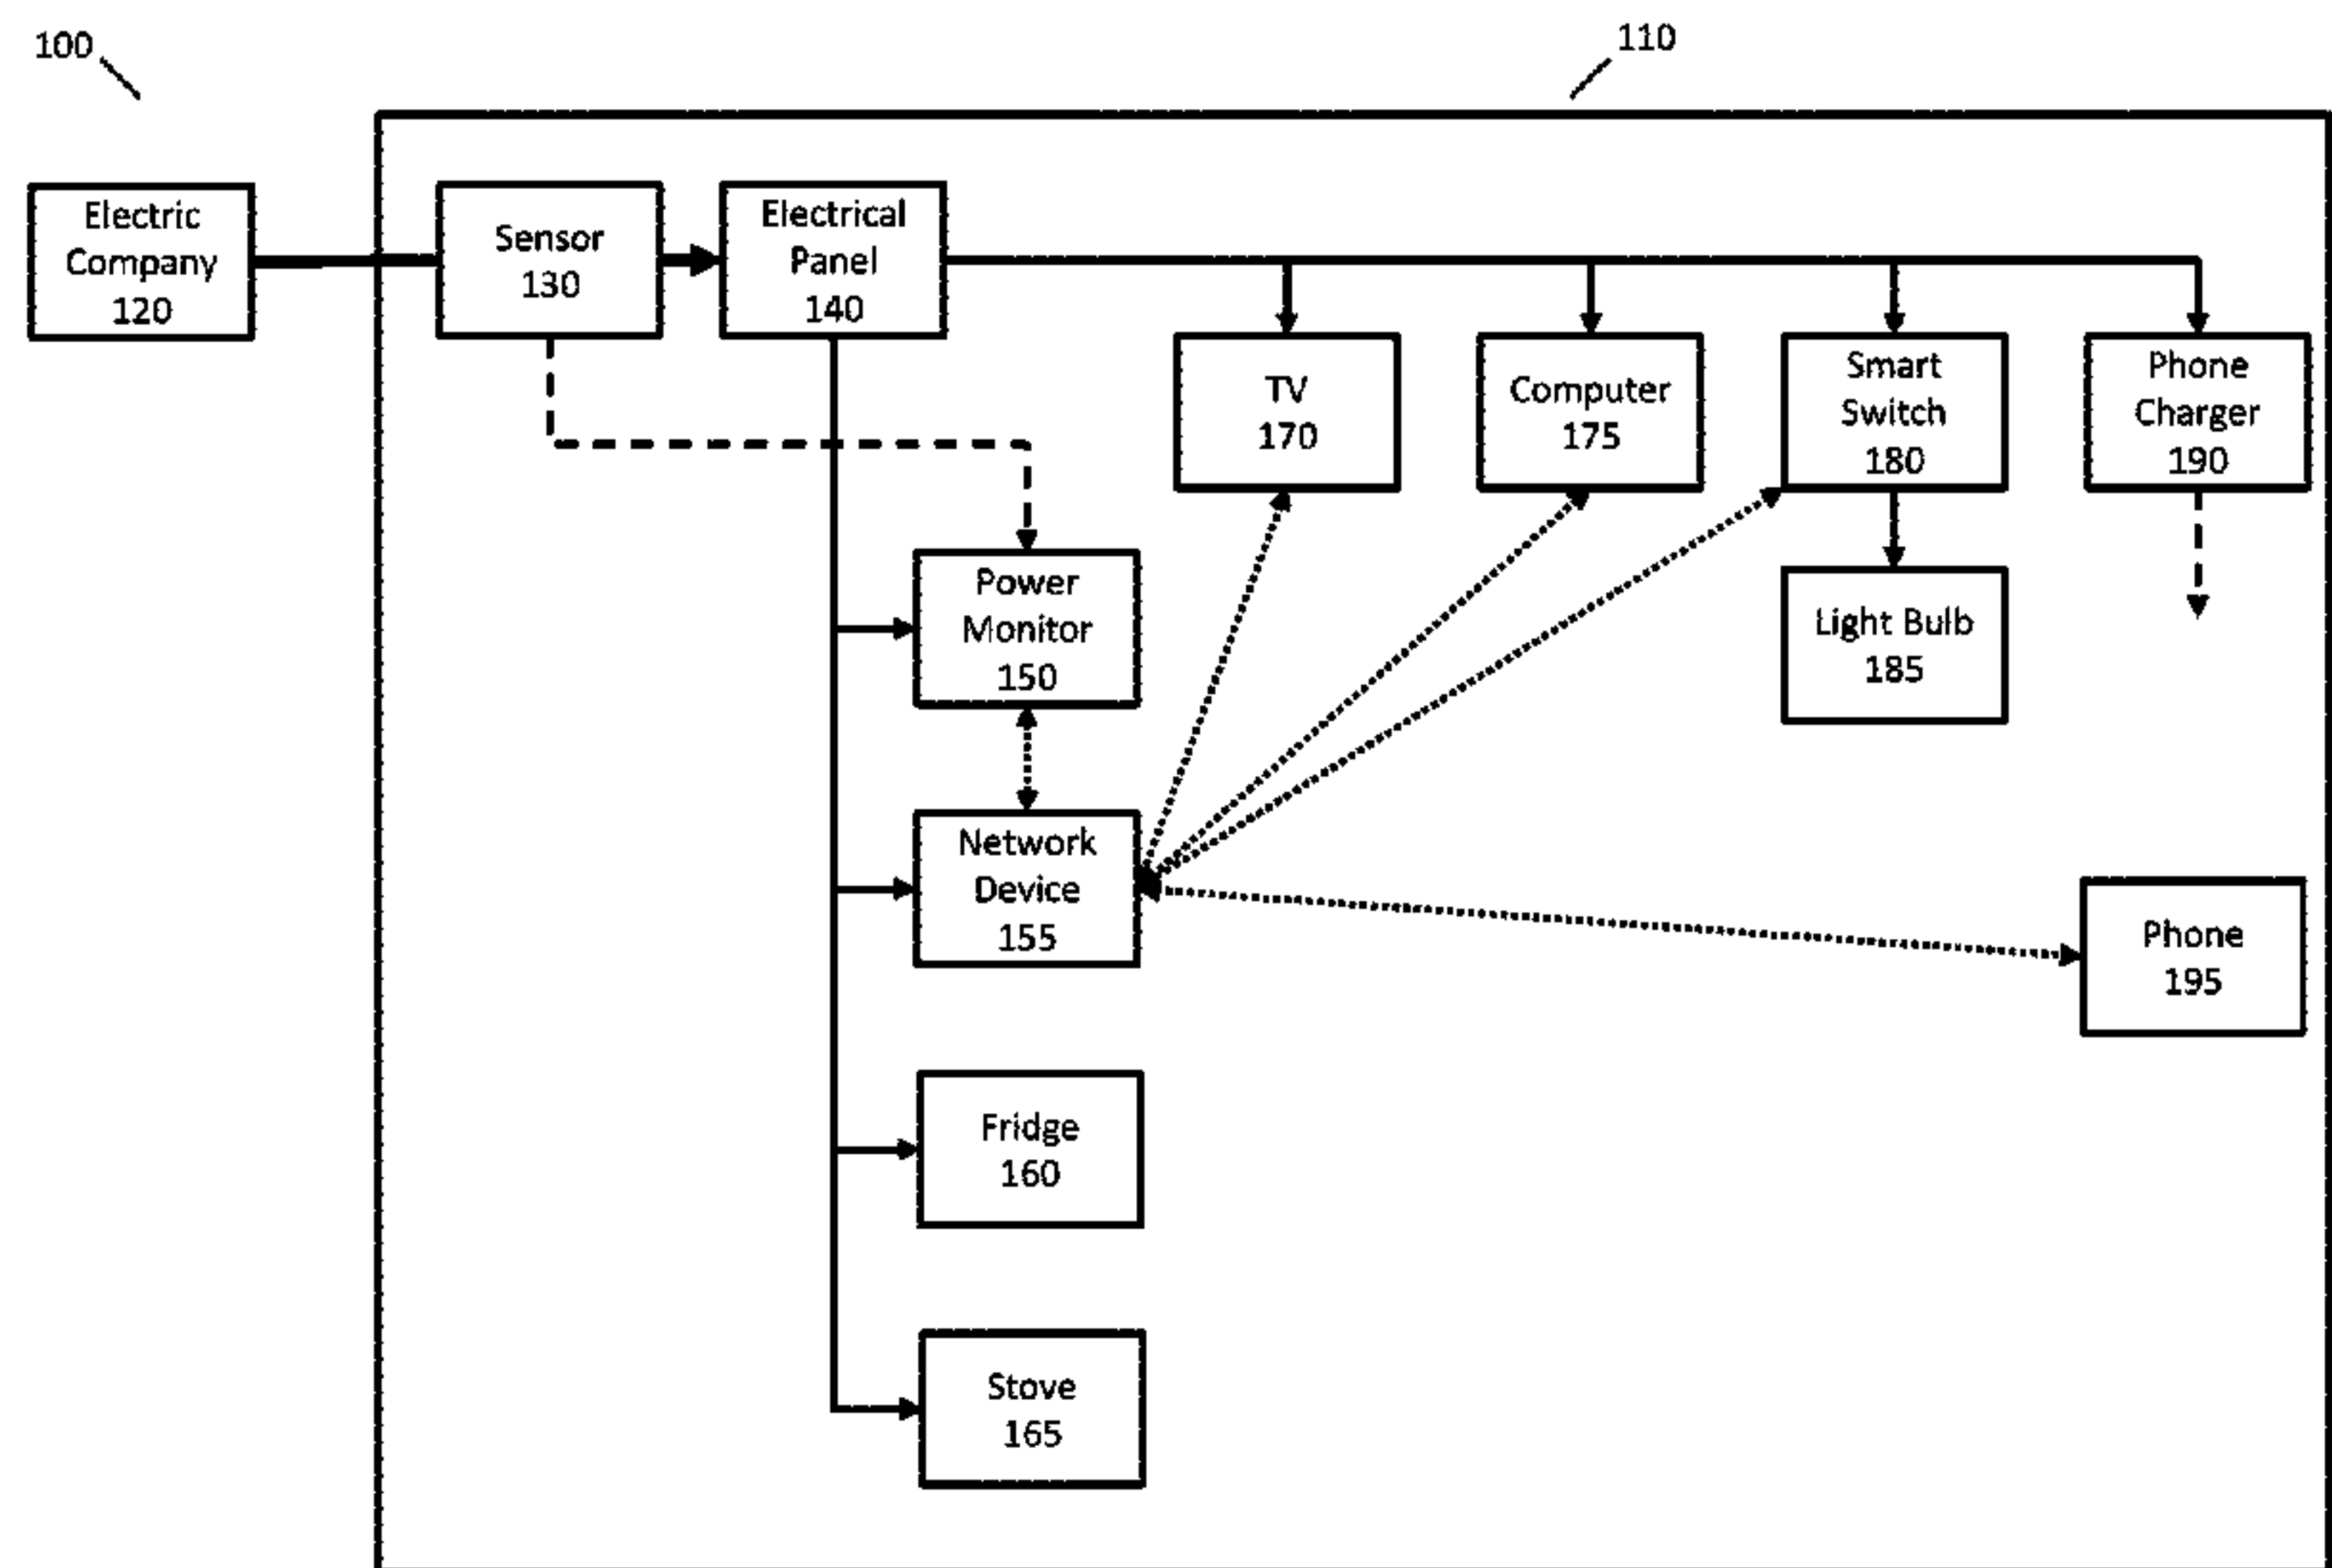 100
110
Electric
Company
120
Sensor
130
Electrical
Panel
140
TV
170
Computer
175
Smart
Switch
180
Phone
Charger
190
Power
Monitor
150
Light Bulb
185
Network
Device
155
Phone
195
Fridge
160
Stove
165